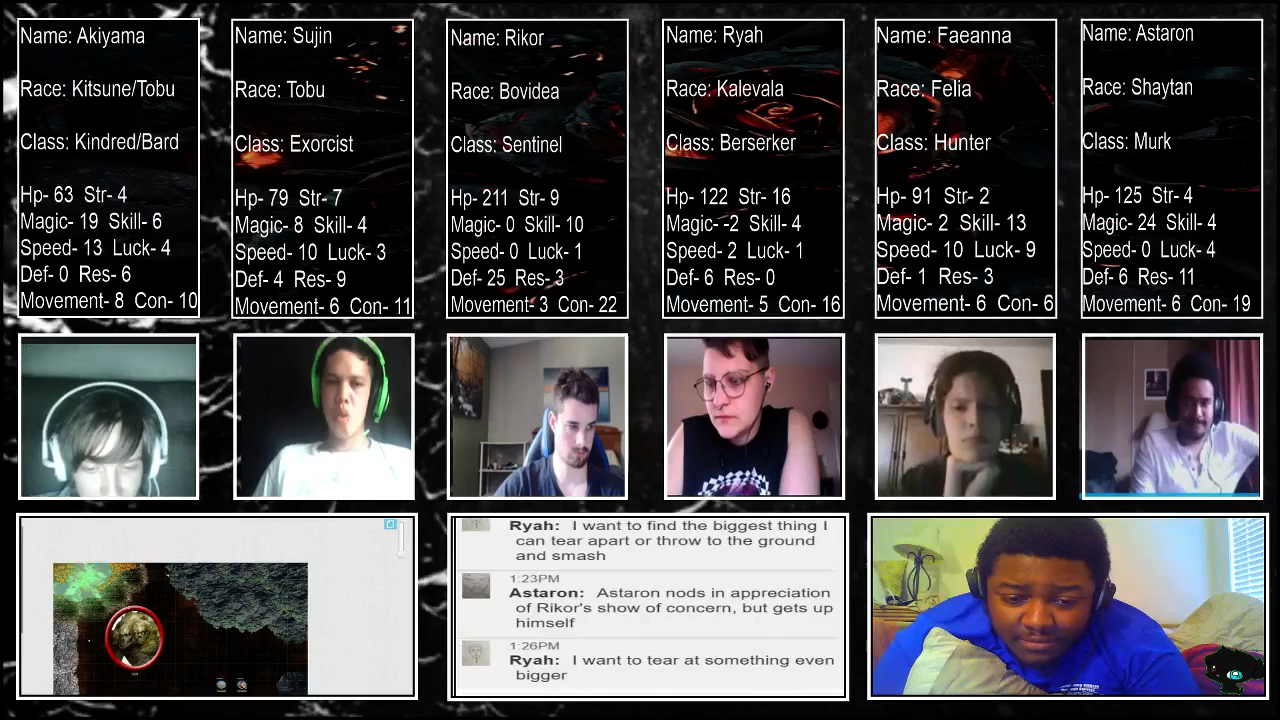 Name: Akiyama
Race: Kitsune/Tobu
Class: Kindred/Bard
Hp- 63 Str- 4
Magic- 19 Skill- 6
Speed- 13 Luck- 4
Def- 0 Res- 6
Movement- 8 Con- 10
Name: Sujin
Race: Tobu
Class: Exorcist
Hp- 79 Str- 7
Magic- 8 Skill- 4
Speed- 10 Luck- 3
Def- 4 Res- 9
Movement- 6 Con- 11
Name: Rikor
Race: Bovidea
Class: Sentinel
Hp- 211 Str- 9
Magic- 0 Skill- 10
Speed- 0 Luck- 1
Def- 25 Res- 3
Movement- 3 Con- 22
Name: Ryah
Race: Kalevala
Class: Berserker
Hp- 122 Str- 16
Magic- -2 Skill- 4
Speed- 2 Luck- 1
Def- 6 Res- 0
Movement- 5 Con- 16
Name: Faeanna
Race: Felia
Class: Hunter
Hp- 91 Str- 2
Magic- 2 Skill- 13
Speed- 10 Luck- 9
Def- 1 Res- 3
Movement- 6 Con- 6
Name: Astaron
Race: Shaytan
Class: Murk
Hp- 125 Str- 4
Magic- 24 Skill- 4
Speed- 0 Luck- 4
Def- 6 Res- 11
Movement- 6 Con- 19
Ryah: I want to find the biggest thing I
can tear apart or throw to the ground
and smash
1:23PM
Astaron: Astaron nods in appreciation
of Rikor's show of concern, but gets up
himself
1:26PM
Ryah: I want to tear at something even
bigger